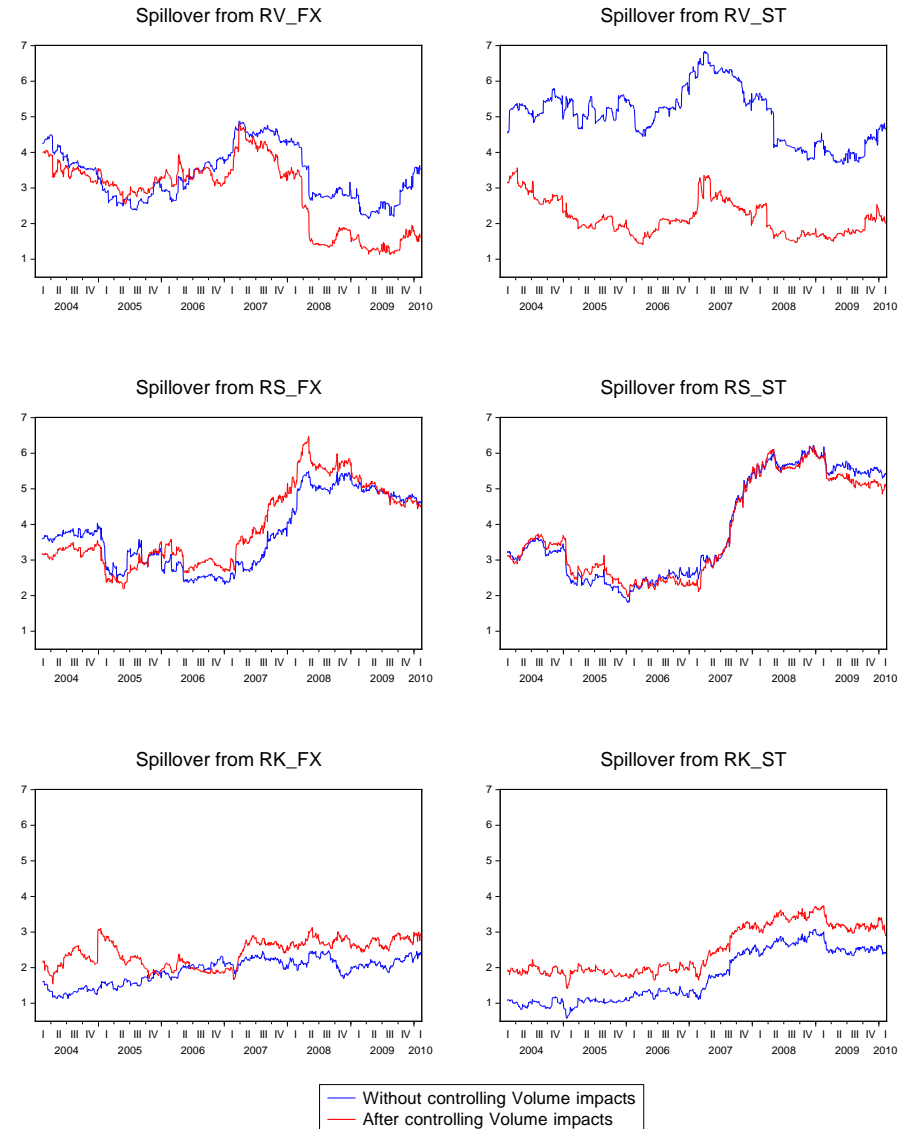 Spillover from RV_FX
Spillover from RV_ST
7
6
5
4
3
2
1
I II III IV I II III IV I II III IV I II III IV I II III IV I II III IV I
2004 2005 2006 2007 2008 2009 2010
7
6
5
4
3
2
1
I II III IV I II III IV I II III IV I II III IV I II III IV I II III IV I
2004 2005 2006 2007 2008 2009 2010
Spillover from RS_FX
Spillover from RS_ST
7
6
5
4
3
2
1
I II III IV I II III IV I II III IV I II III IV I II III IV I II III IV I
2004 2005 2006 2007 2008 2009 2010
7
6
5
4
3
2
1
I II III IV I II III IV I II III IV I II III IV I II III IV I II III IV I
2004 2005 2006 2007 2008 2009 2010
Spillover from RK_FX
Spillover from RK_ST
7
6
5
4
3
2
1
I II III IV I II III IV I II III IV I II III IV I II III IV I II III IV I
2004 2005 2006 2007 2008 2009 2010
7
6
5
4
3
2
1
I II III IV I II III IV I II III IV I II III IV I II III IV I II III IV I
2004 2005 2006 2007 2008 2009 2010
Without controlling Volume impacts
After controlling Volume impacts